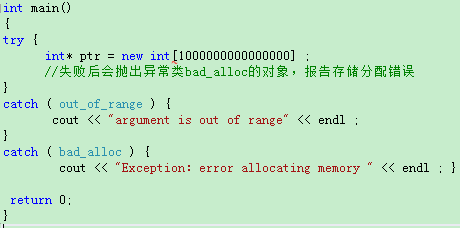 int main()
{
try {
int* ptr = new int[1000000000000000] ;
//失败后会抛出异常类bad_alloc的对象，报告存储分配错误
}
catch ( out_of_range ) {
cout << "argument is out of range" << endl ;
}
catch ( bad_alloc ) {
cout << "Exception: error allocating memory " << endl ; }
return 0;
}